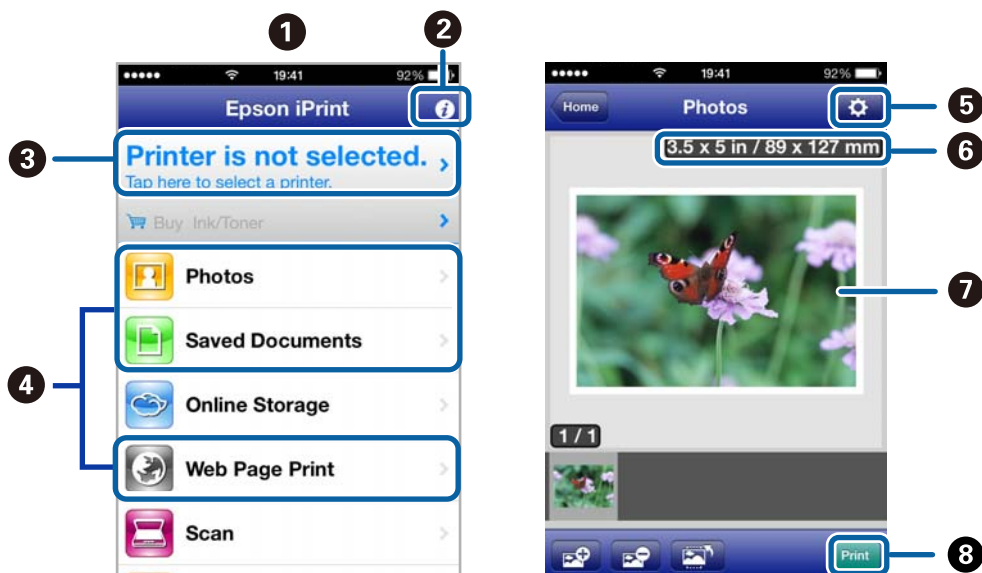 1
2
19:41
92%
Epson iPrint
3
Printer is not selected.
Tap here to select a printer.
Buy Ink/Toner
Photos
Saved Documents
4
Online Storage
Web Page Print
Scan
19:41
92%
Home
Photos
5
3.5 x 5 in / 89 x 127 mm
6
7
1 / 1
Print
8